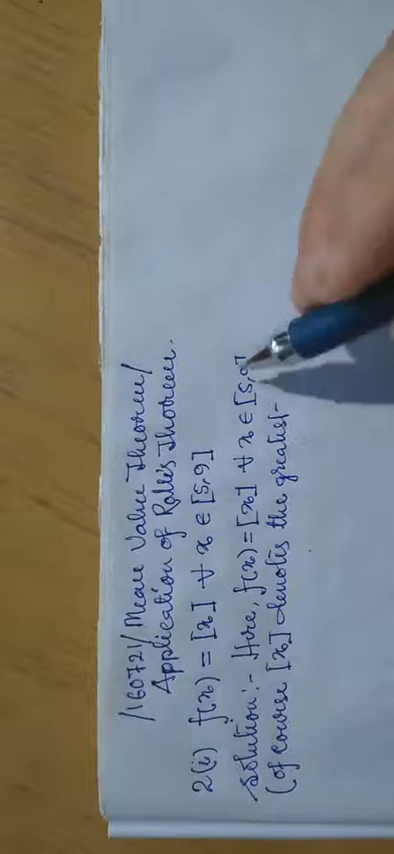 /160721/ Mean Value Theorem/
Application of Rolle's Theorem.
2(i) f(x) = [x] ∀ x ∈ [5,9]
Solution:- Here, f(x) = [x] ∀ x ∈ [5,9]
(of course [x] denotes the greatest-